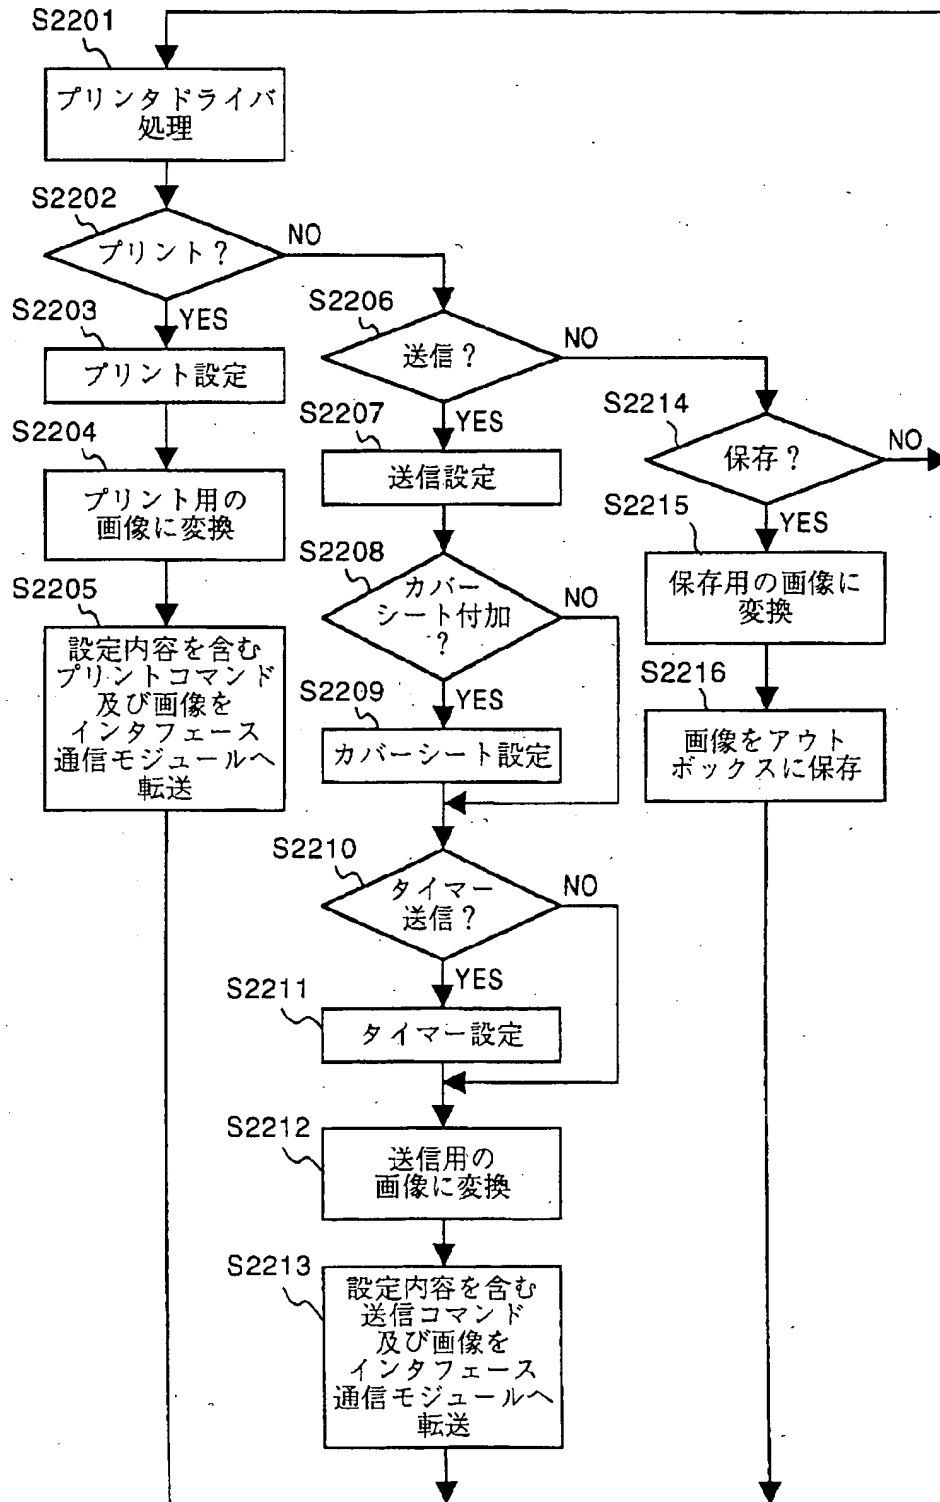 S2201
プリンタドライバ
処理
S2202
プリント?
NO
YES
S2203
プリント設定
S2204
プリント用の
画像に変換
S2205
設定内容を含む
プリントコマンド
及び画像を
インタフェース
通信モジュールへ
転送
S2206
送信?
NO
YES
S2207
送信設定
S2208
カバー
シート付加
?
NO
YES
S2209
カバーシート設定
S2210
タイマー
送信?
NO
YES
S2211
タイマー設定
S2212
送信用の
画像に変換
S2213
設定内容を含む
送信コマンド
及び画像を
インタフェース
通信モジュールへ
転送
S2214
保存?
NO
YES
S2215
保存用の画像に
変換
S2216
画像をアウト
ボックスに保存